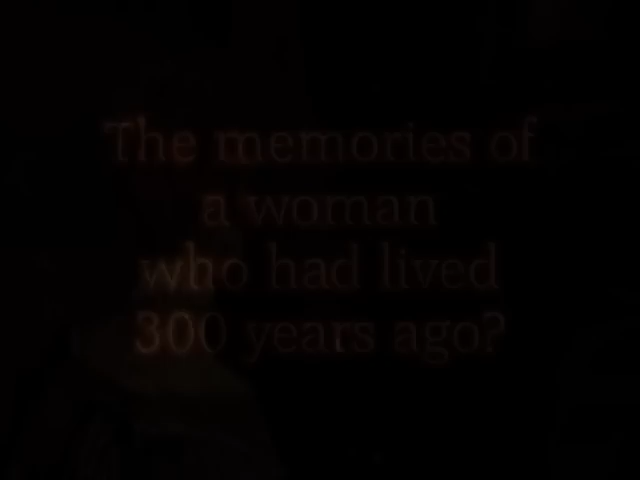 The memories of
a woman
who had lived
300 years ago?